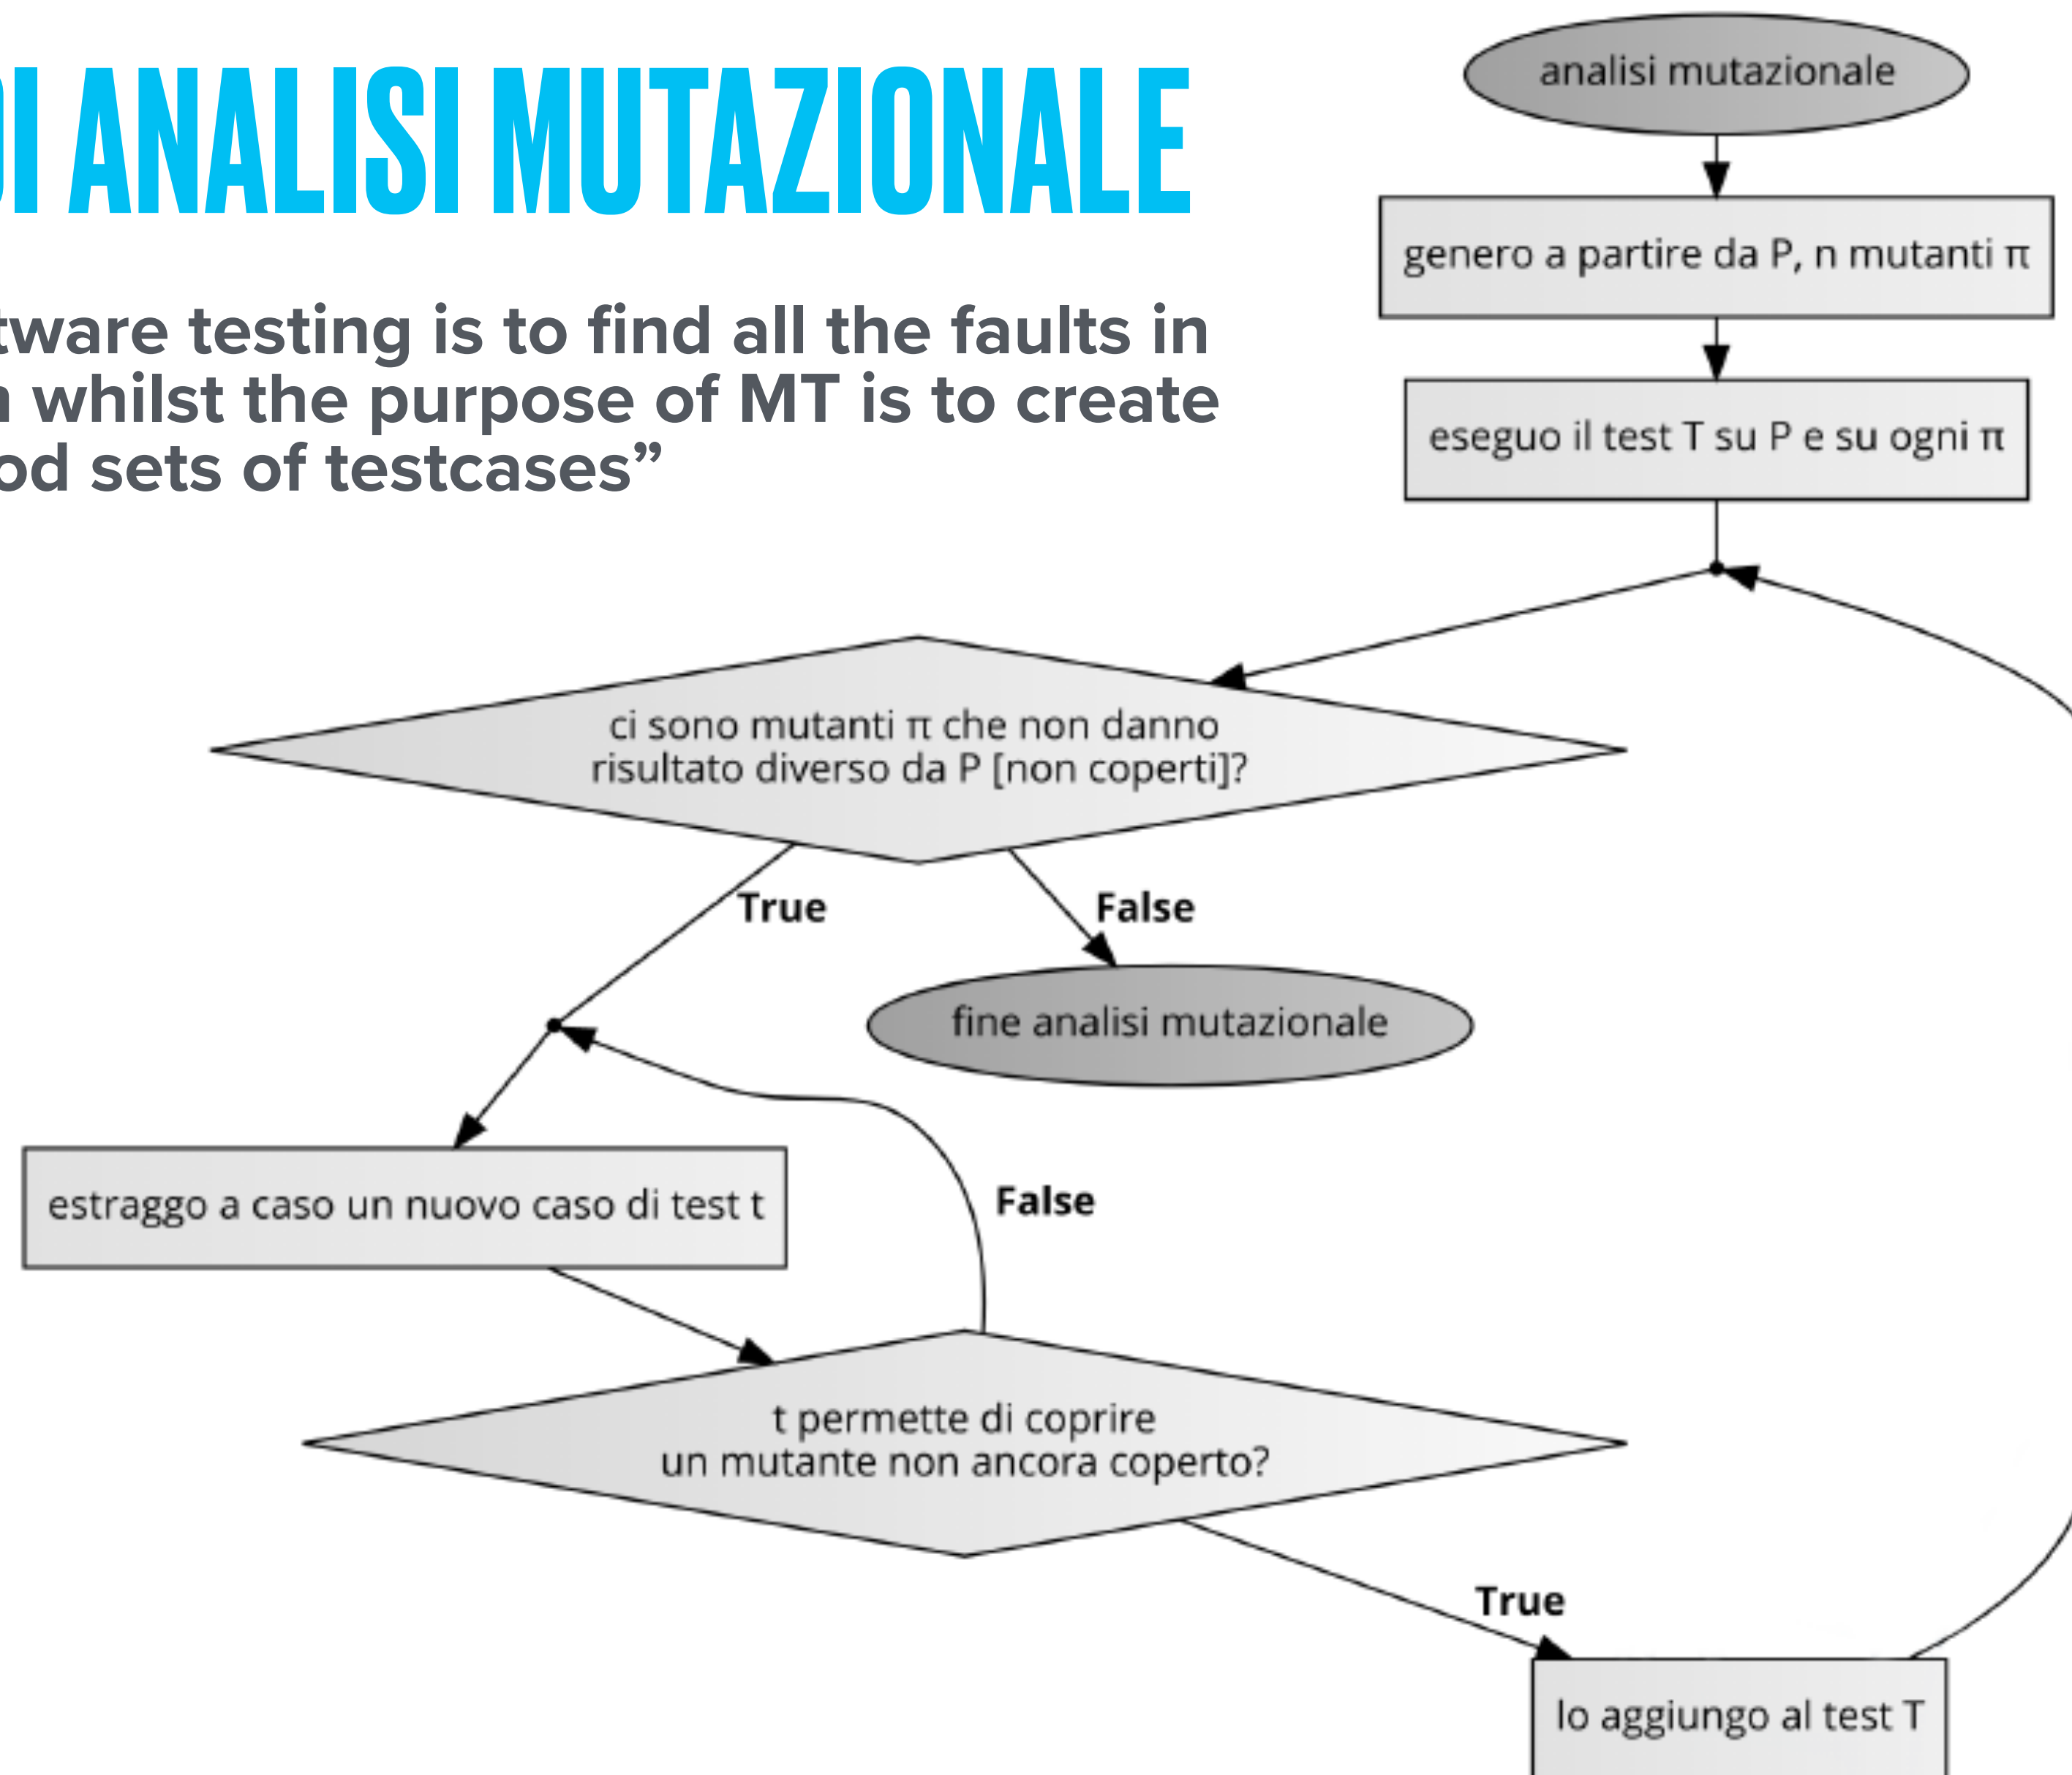 DI ANALISI MUTAZIONALE
tware testing is to find all the faults in
whilst the purpose of MT is to create
od sets of testcases”
analisi mutazionale
genero a partire da P, n mutanti π
eseguo il test T su P e su ogni π
ci sono mutanti π che non danno
risultato diverso da P [non coperti]?
True
False
fine analisi mutazionale
estraggo a caso un nuovo caso di test t
False
t permette di coprire
un mutante non ancora coperto?
True
lo aggiungo al test T